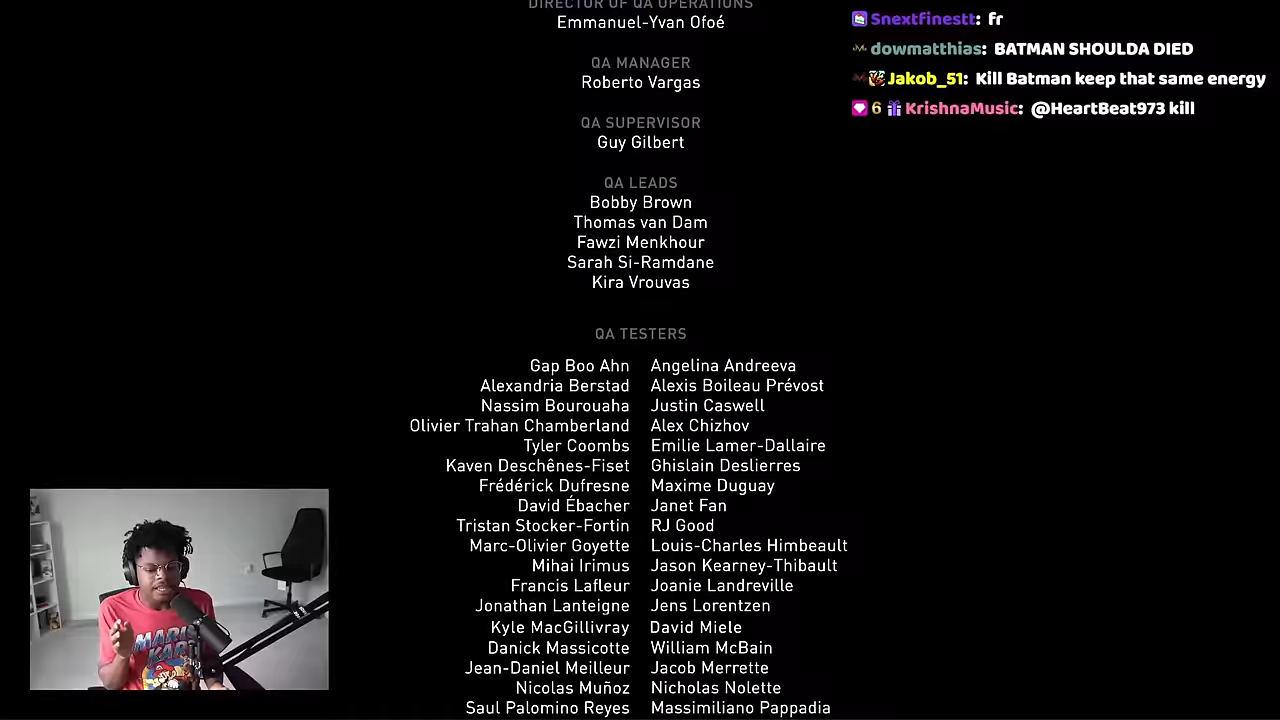 DIRECTOR OF QA OPERATIONS
Emmanuel-Yvan Ofoé
QA MANAGER
Roberto Vargas
QA SUPERVISOR
Guy Gilbert
QA LEADS
Bobby Brown
Thomas van Dam
Fawzi Menkhour
Sarah Si-Ramdane
Kira Vrouvas
QA TESTERS
Gap Boo Ahn Angelina Andreeva
Alexandria Berstad Alexis Boileau Prévost
Nassim Bourouaha Justin Caswell
Olivier Trahan Chamberland Alex Chizhov
Tyler Coombs Emilie Lamer-Dallaire
Kaven Deschênes-Fiset Ghislain Deslierres
Frédérick Dufresne Maxime Duguay
David Ébacher Janet Fan
Tristan Stocker-Fortin RJ Good
Marc-Olivier Goyette Louis-Charles Himbeault
Mihai Irimus Jason Kearney-Thibault
Francis Lafleur Joanie Landreville
Jonathan Lanteigne Jens Lorentzen
Kyle MacGillivray David Miele
Danick Massicotte William McBain
Jean-Daniel Meilleur Jacob Merrette
Nicolas Muñoz Nicholas Nolette
Saul Palomino Reyes Massimiliano Pappadia
Snextfinestt: fr
dowmatthias: BATMAN SHOULDA DIED
Jakob_51: Kill Batman keep that same energy
6 KrishnaMusic: @HeartBeat973 kill
MARIO
KART